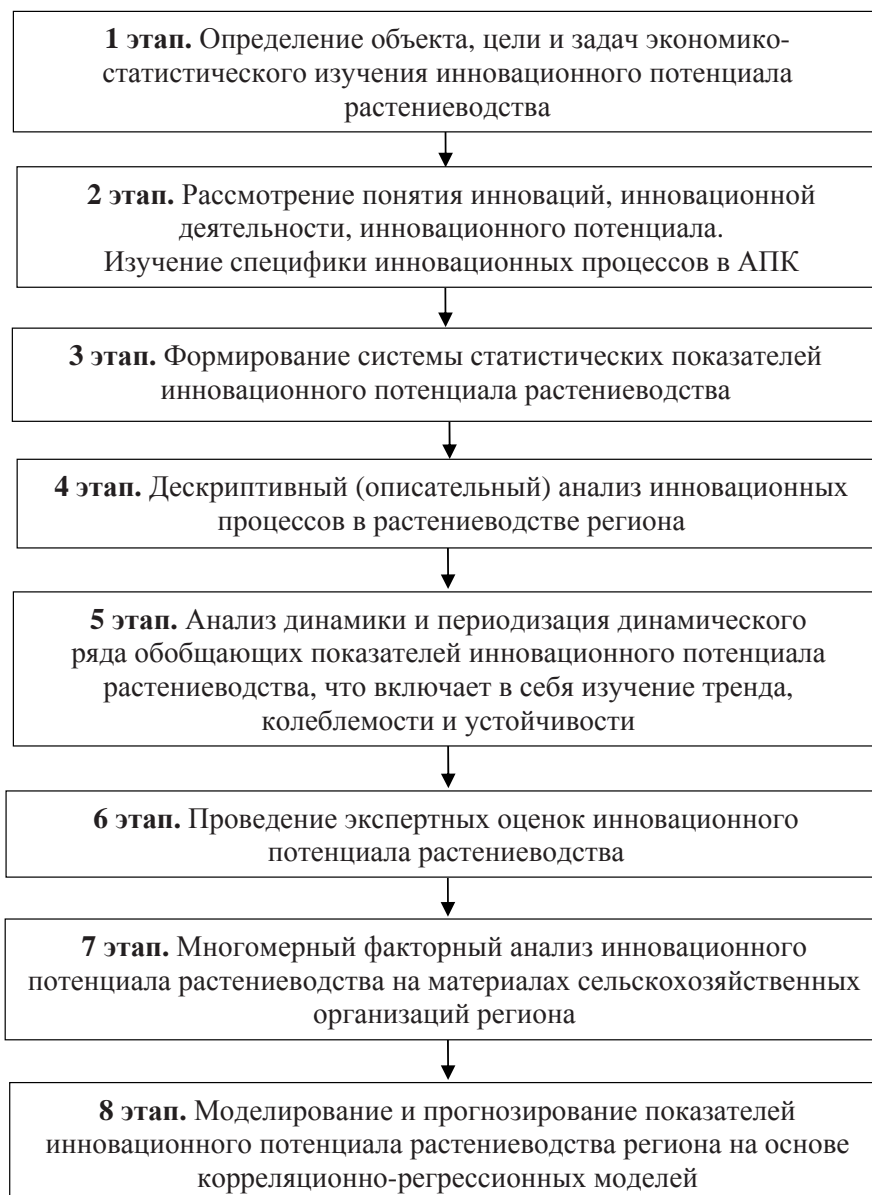 1 этап. Определение объекта, цели и задач экономико-
статистического изучения инновационного потенциала
растениеводства
2 этап. Рассмотрение понятия инноваций, инновационной
деятельности, инновационного потенциала.
Изучение специфики инновационных процессов в АПК
3 этап. Формирование системы статистических показателей
инновационного потенциала растениеводства
4 этап. Дескриптивный (описательный) анализ инновационных
процессов в растениеводстве региона
5 этап. Анализ динамики и периодизация динамического
ряда обобщающих показателей инновационного потенциала
растениеводства, что включает в себя изучение тренда,
колеблемости и устойчивости
6 этап. Проведение экспертных оценок инновационного
потенциала растениеводства
7 этап. Многомерный факторный анализ инновационного
потенциала растениеводства на материалах сельскохозяйственных
организаций региона
8 этап. Моделирование и прогнозирование показателей
инновационного потенциала растениеводства региона на основе
корреляционно-регрессионных моделей